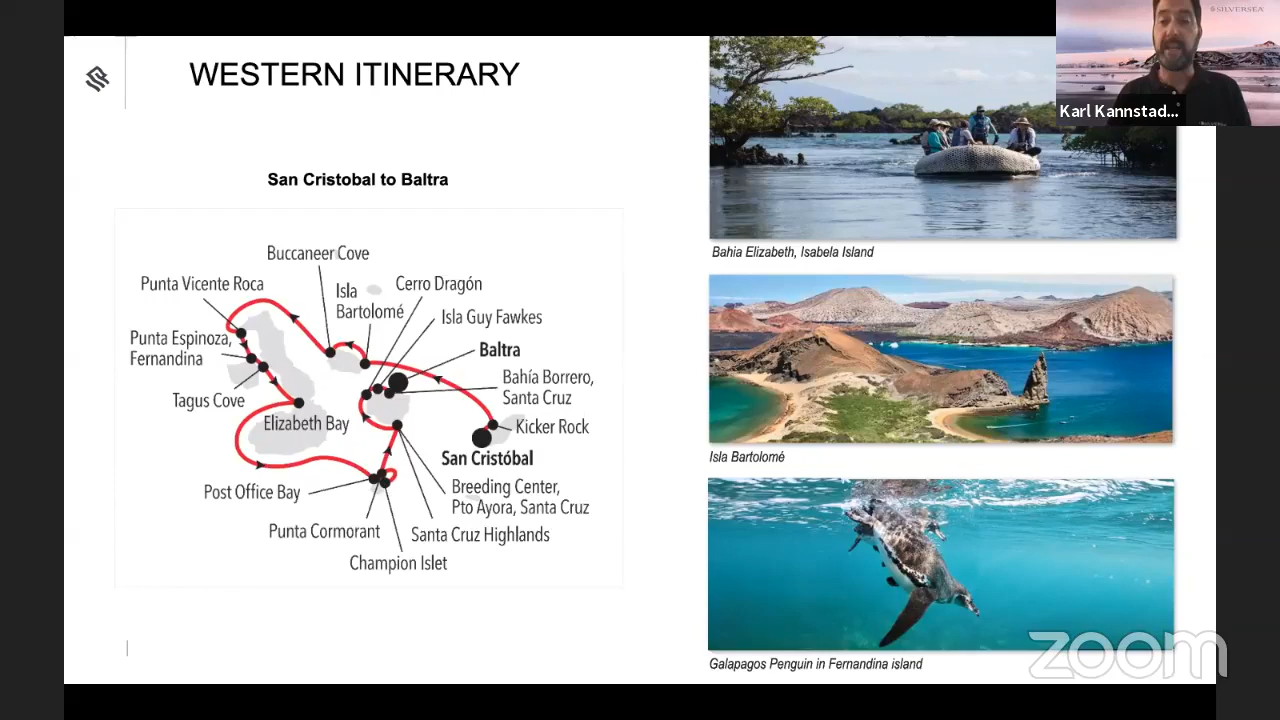 SILVERSEA
Karl Kannstad...
WESTERN ITINERARY
San Cristobal to Baltra
Buccaneer Cove
Punta Vicente Roca
Isla
Bartolomé
Cerro Dragón
Isla Guy Fawkes
Punta Espinoza,
Fernandina
Baltra
Bahía Borrero,
Santa Cruz
Tagus Cove
Elizabeth Bay
Kicker Rock
San Cristóbal
Post Office Bay
Breeding Center,
Pto Ayora, Santa Cruz
Punta Cormorant
Santa Cruz Highlands
Champion Islet
Bahia Elizabeth, Isabela Island
Isla Bartolomé
Galapagos Penguin in Fernandina island
zoom